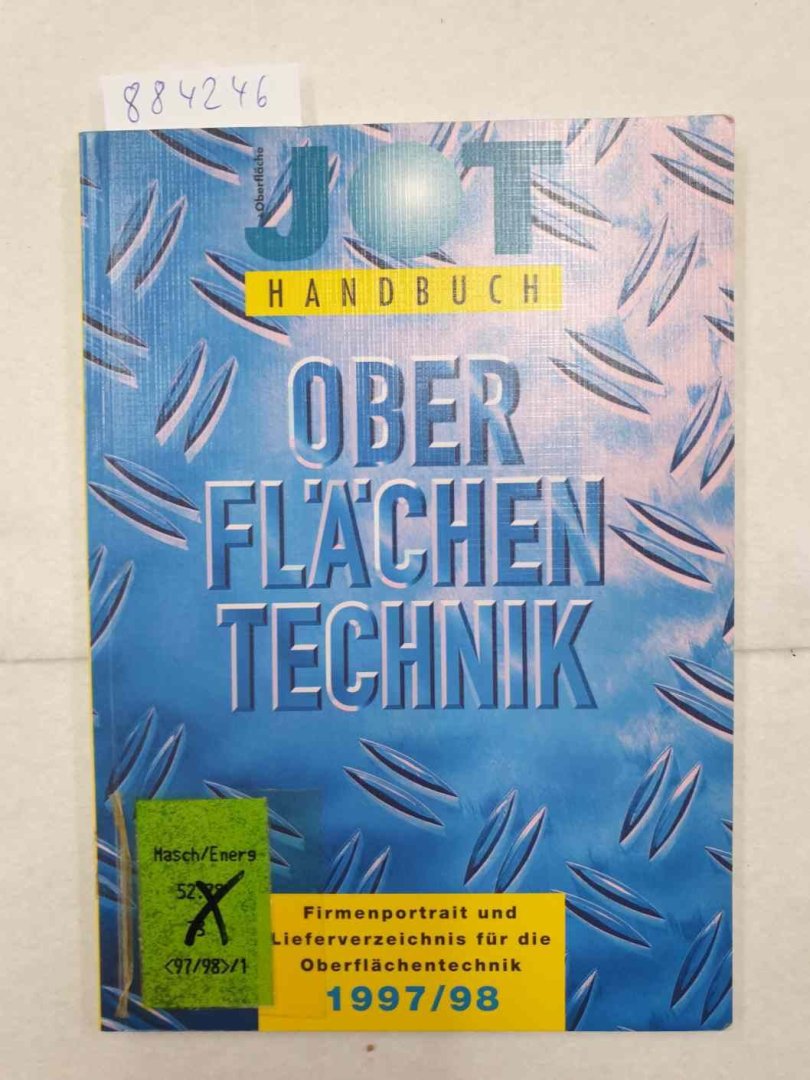 884246
+Oberfläche
JOT
HANDBUCH
OBER
FLÄCHEN
TECHNIK
Masch/Energ
<97/98>/1
Firmenportrait und
Lieferverzeichnis für die
Oberflächentechnik
1997/98